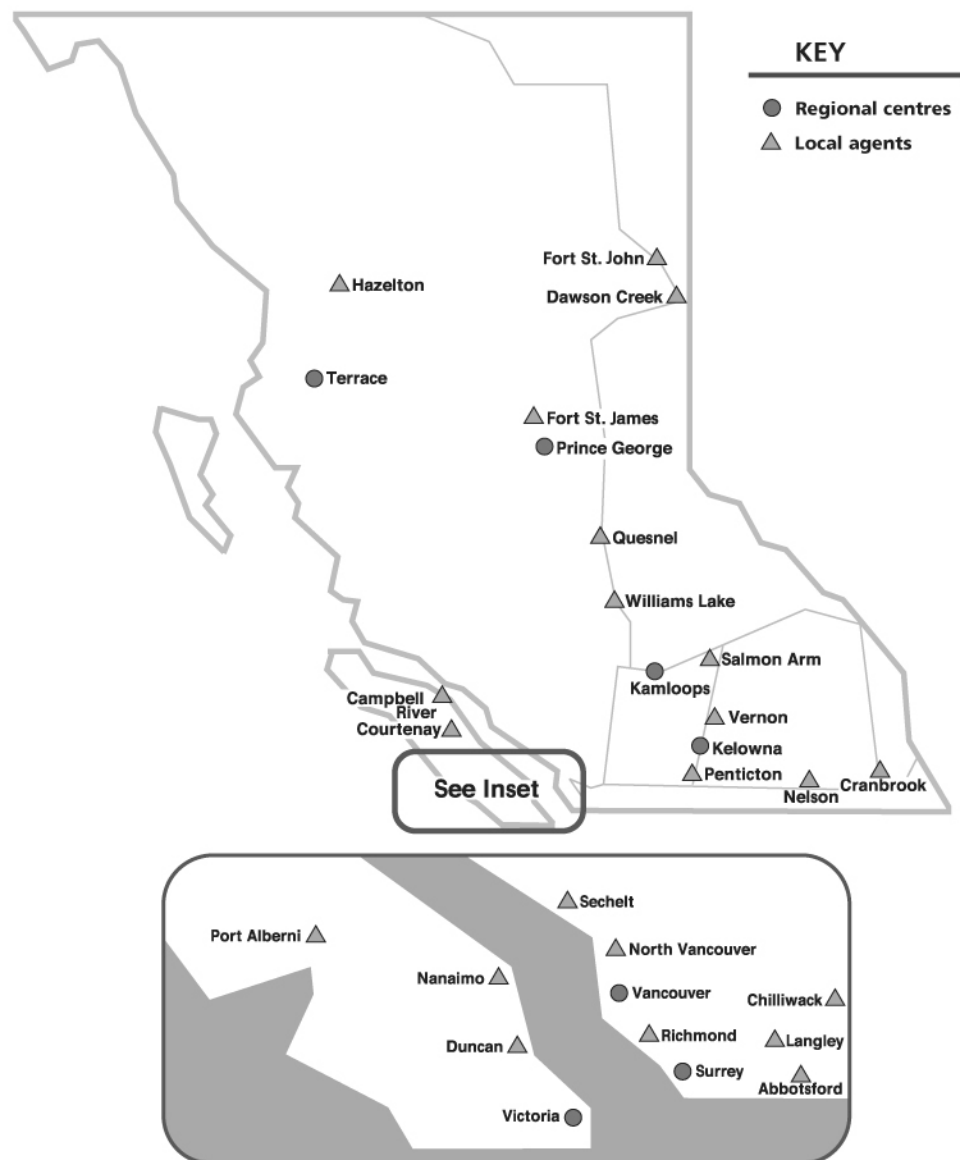 KEY
Regional centres
Local agents
Fort St. John
Hazelton
Dawson Creek
Terrace
Fort St. James
Prince George
Quesnel
Williams Lake
Salmon Arm
Kamloops
Campbell
River
Vernon
Courtenay
Kelowna
Penticton
Cranbrook
Nelson
See Inset
Sechelt
Port Alberni
North Vancouver
Nanaimo
Vancouver
Chilliwack
Richmond
Langley
Duncan
Surrey
Abbotsford
Victoria